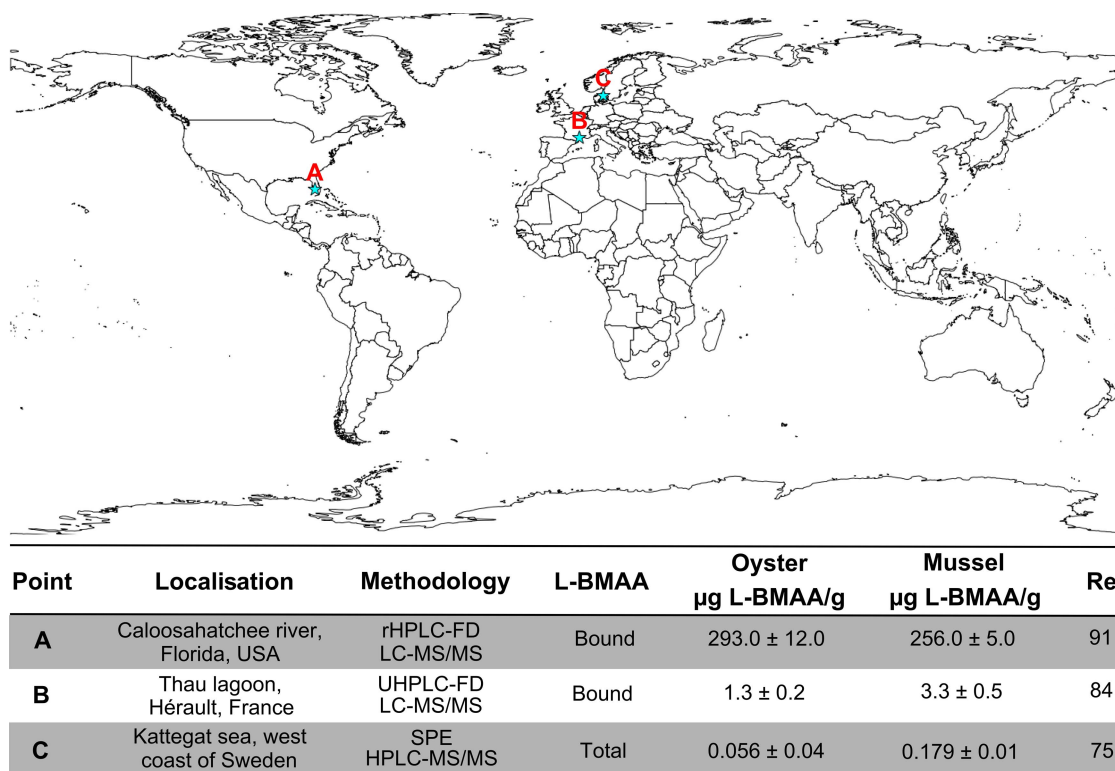 C
B
A
Point Localisation Methodology L-BMAA Oyster Mussel Re
µg L-BMAA/g µg L-BMAA/g
A Caloosahatchee river, rHPLC-FD Bound 293.0 ± 12.0 256.0 ± 5.0 91
Florida, USA LC-MS/MS
B Thau lagoon, UHPLC-FD Bound 1.3 ± 0.2 3.3 ± 0.5 84
Hérault, France LC-MS/MS
C Kattegat sea, west SPE Total 0.056 ± 0.04 0.179 ± 0.01 75
coast of Sweden HPLC-MS/MS